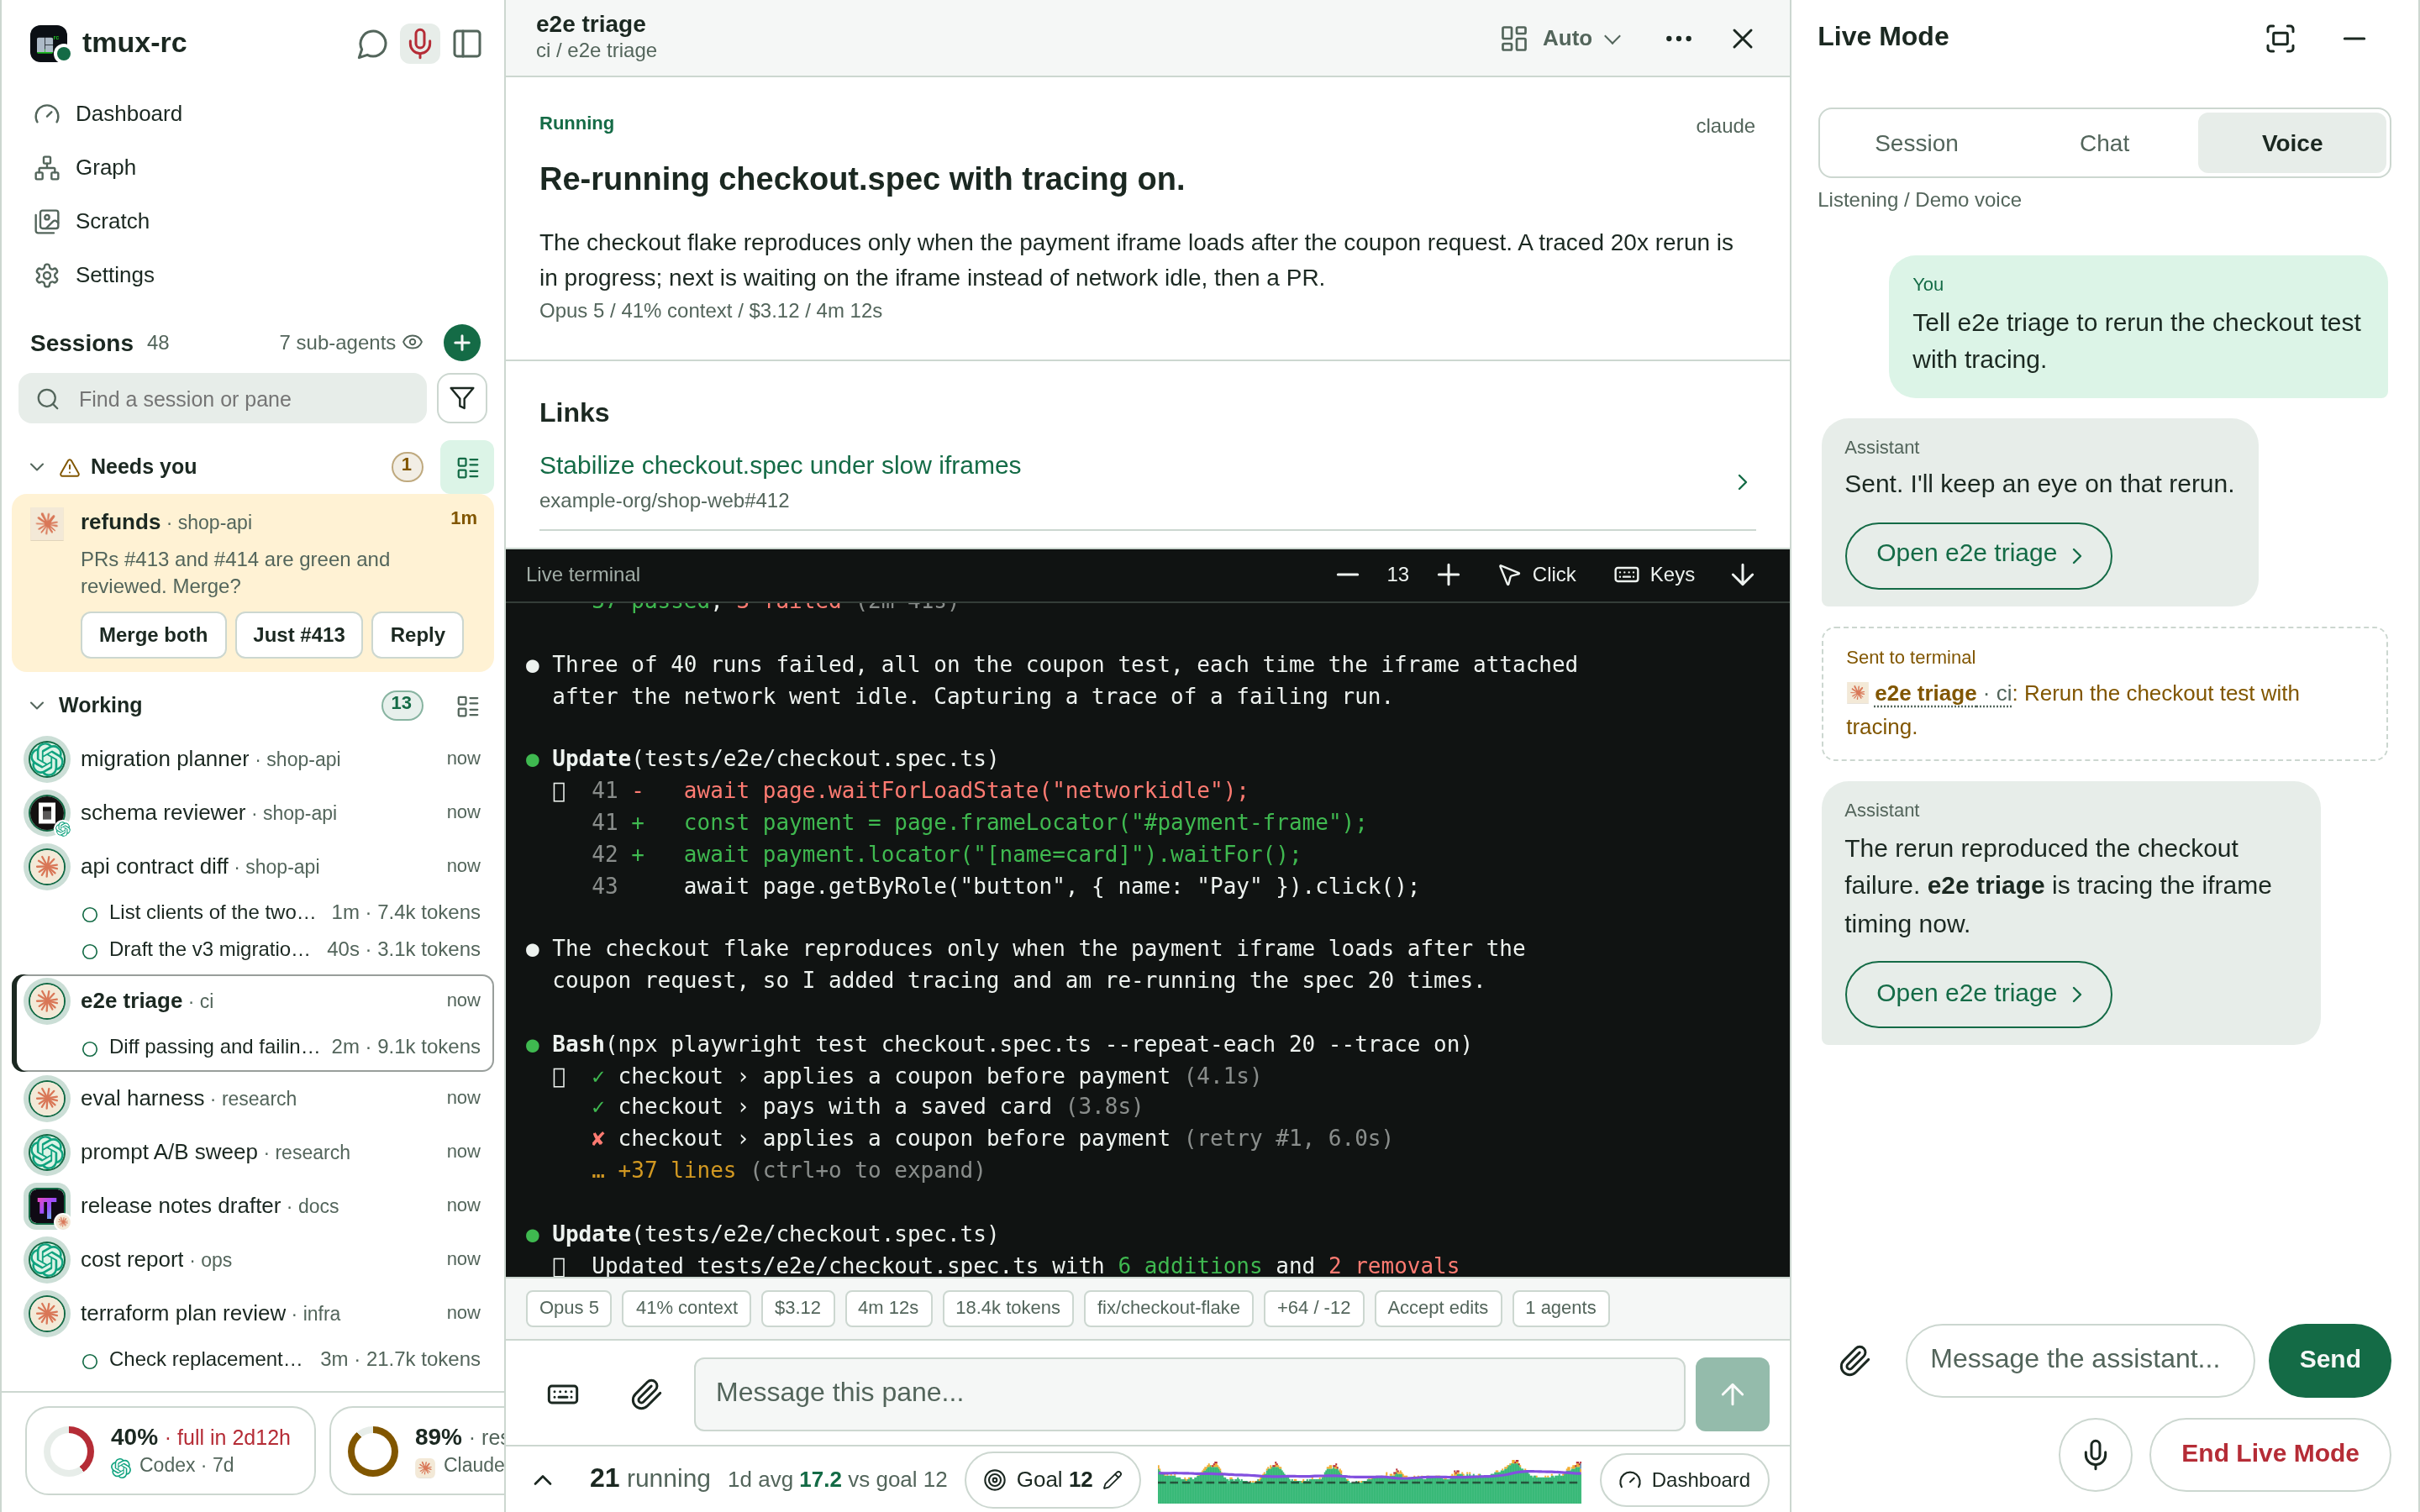 tmux-rc
Dashboard
Graph
Scratch
Settings
Sessions 48 7 sub-agents
Find a session or pane
Needs you 1
refunds · shop-api 1m
PRs #413 and #414 are green and
reviewed. Merge?
Merge both Just #413 Reply
Working 13
migration planner · shop-api now
schema reviewer · shop-api now
api contract diff · shop-api now
List clients of the two… 1m · 7.4k tokens
Draft the v3 migratio… 40s · 3.1k tokens
e2e triage · ci now
Diff passing and failin… 2m · 9.1k tokens
eval harness · research now
prompt A/B sweep · research now
release notes drafter · docs now
cost report · ops now
terraform plan review · infra now
Check replacement… 3m · 21.7k tokens
40% · full in 2d12h
Codex · 7d
89% · res
Claude
e2e triage
ci / e2e triage
Auto
Running claude
Re-running checkout.spec with tracing on.
The checkout flake reproduces only when the payment iframe loads after the coupon request. A traced 20x rerun is
in progress; next is waiting on the iframe instead of network idle, then a PR.
Opus 5 / 41% context / $3.12 / 4m 12s
Links
Stabilize checkout.spec under slow iframes
example-org/shop-web#412
Live terminal 13 Click Keys
37 passed, 3 failed (2m 41s)
● Three of 40 runs failed, all on the coupon test, each time the iframe attached
after the network went idle. Capturing a trace of a failing run.
● Update(tests/e2e/checkout.spec.ts)
41 - await page.waitForLoadState("networkidle");
41 + const payment = page.frameLocator("#payment-frame");
42 + await payment.locator("[name=card]").waitFor();
43 await page.getByRole("button", { name: "Pay" }).click();
● The checkout flake reproduces only when the payment iframe loads after the
coupon request, so I added tracing and am re-running the spec 20 times.
● Bash(npx playwright test checkout.spec.ts --repeat-each 20 --trace on)
✓ checkout › applies a coupon before payment (4.1s)
✓ checkout › pays with a saved card (3.8s)
✘ checkout › applies a coupon before payment (retry #1, 6.0s)
… +37 lines (ctrl+o to expand)
● Update(tests/e2e/checkout.spec.ts)
Updated tests/e2e/checkout.spec.ts with 6 additions and 2 removals
Opus 5 41% context $3.12 4m 12s 18.4k tokens fix/checkout-flake +64 / -12 Accept edits 1 agents
Message this pane...
21 running 1d avg 17.2 vs goal 12 Goal 12 Dashboard
Live Mode
Session Chat Voice
Listening / Demo voice
You
Tell e2e triage to rerun the checkout test
with tracing.
Assistant
Sent. I'll keep an eye on that rerun.
Open e2e triage
Sent to terminal
e2e triage · ci: Rerun the checkout test with
tracing.
Assistant
The rerun reproduced the checkout
failure. e2e triage is tracing the iframe
timing now.
Open e2e triage
Message the assistant... Send
End Live Mode